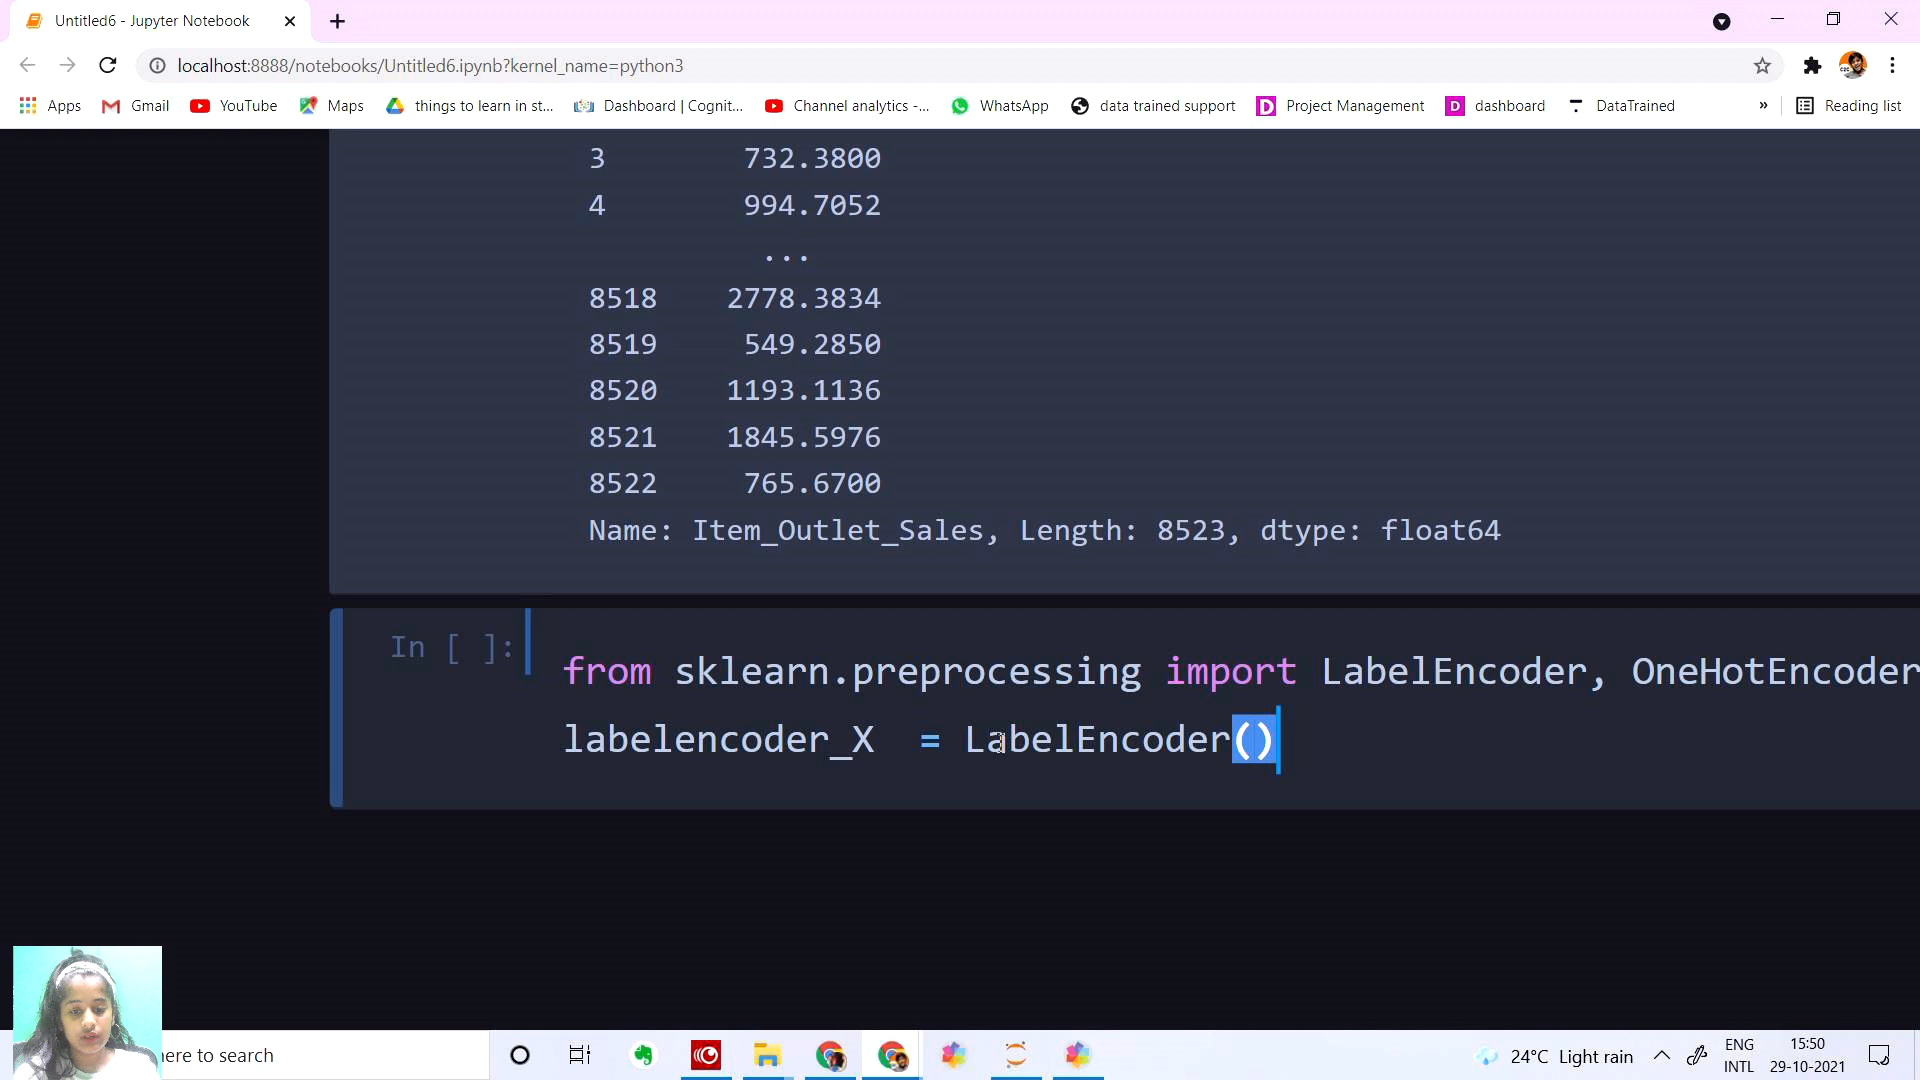 Untitled6 - Jupyter Notebook
localhost:8888/notebooks/Untitled6.ipynb?kernel_name=python3
Apps Gmail YouTube Maps things to learn in st... Dashboard | Cognit... Channel analytics -... WhatsApp data trained support Project Management dashboard DataTrained » Reading list
3 732.3800
4 994.7052
...
8518 2778.3834
8519 549.2850
8520 1193.1136
8521 1845.5976
8522 765.6700
Name: Item_Outlet_Sales, Length: 8523, dtype: float64
In [ ]:
from sklearn.preprocessing import LabelEncoder, OneHotEncoder
labelencoder_X = LabelEncoder()
here to search
24°C Light rain
ENG
INTL
15:50
29-10-2021